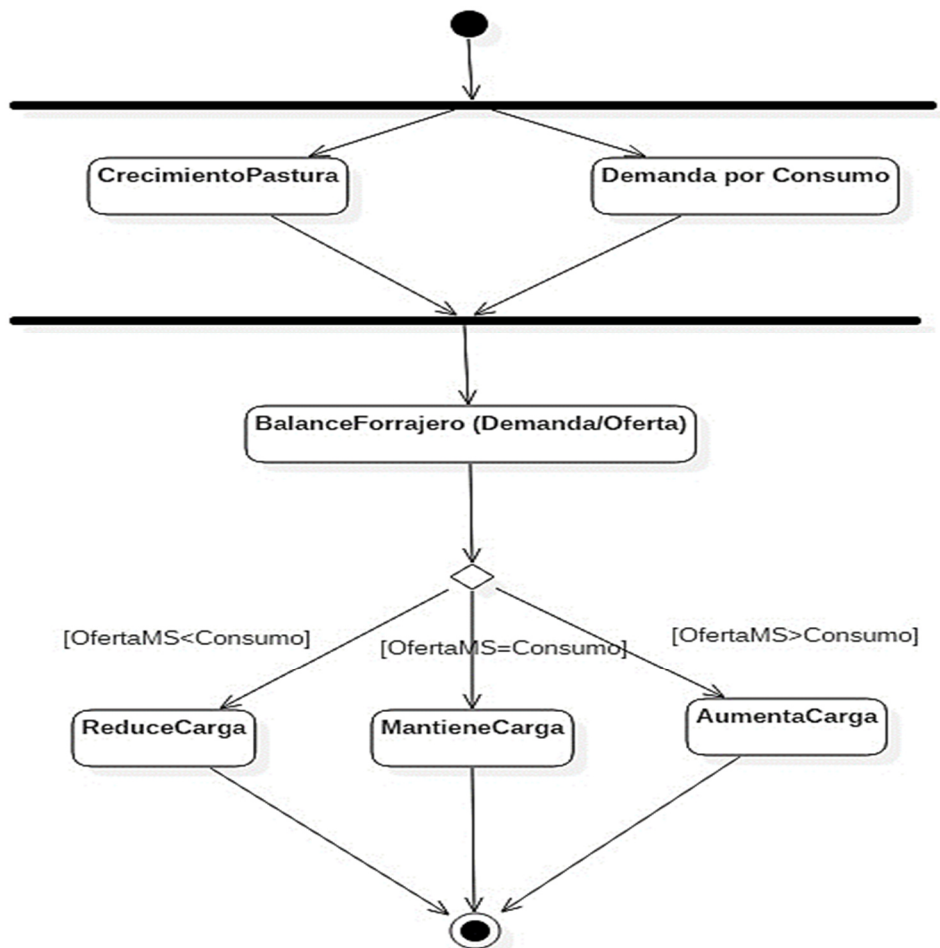 CrecimientoPastura
Demanda por Consumo
BalanceForrajero (Demanda/Oferta)
[OfertaMS<Consumo]
[OfertaMS=Consumo]
[OfertaMS>Consumo]
ReduceCarga
MantieneCarga
AumentaCarga